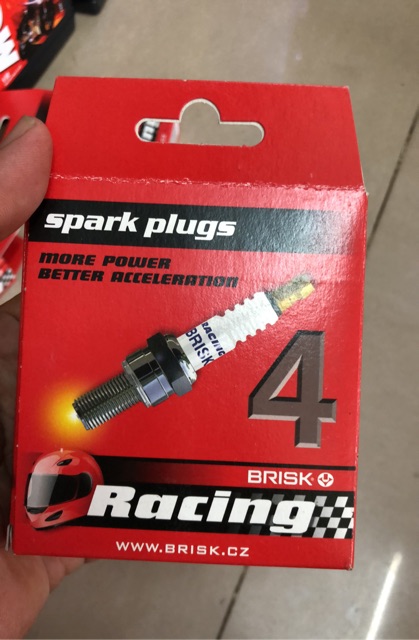 spark plugs
MORE POWER
BETTER ACCELERATION
RACING
BRISK
4
BRISK
Racing
WWW.BRISK.CZ